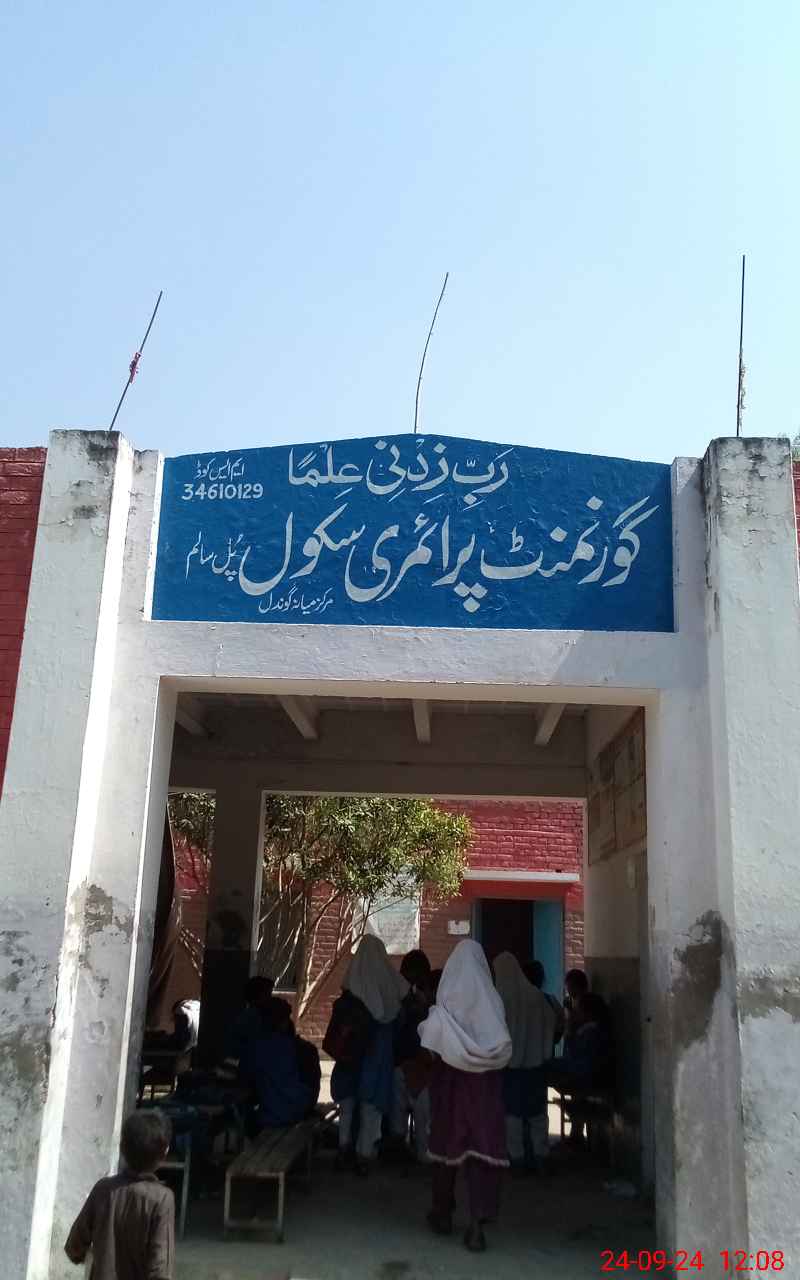 رَبِّ زِدْنِی عِلْمًا
ایم ایس کوڈ
34610129
گورنمنٹ پرائمری سکول پُل سالم
مرکز میانہ گوندل
24-09-24 12:08